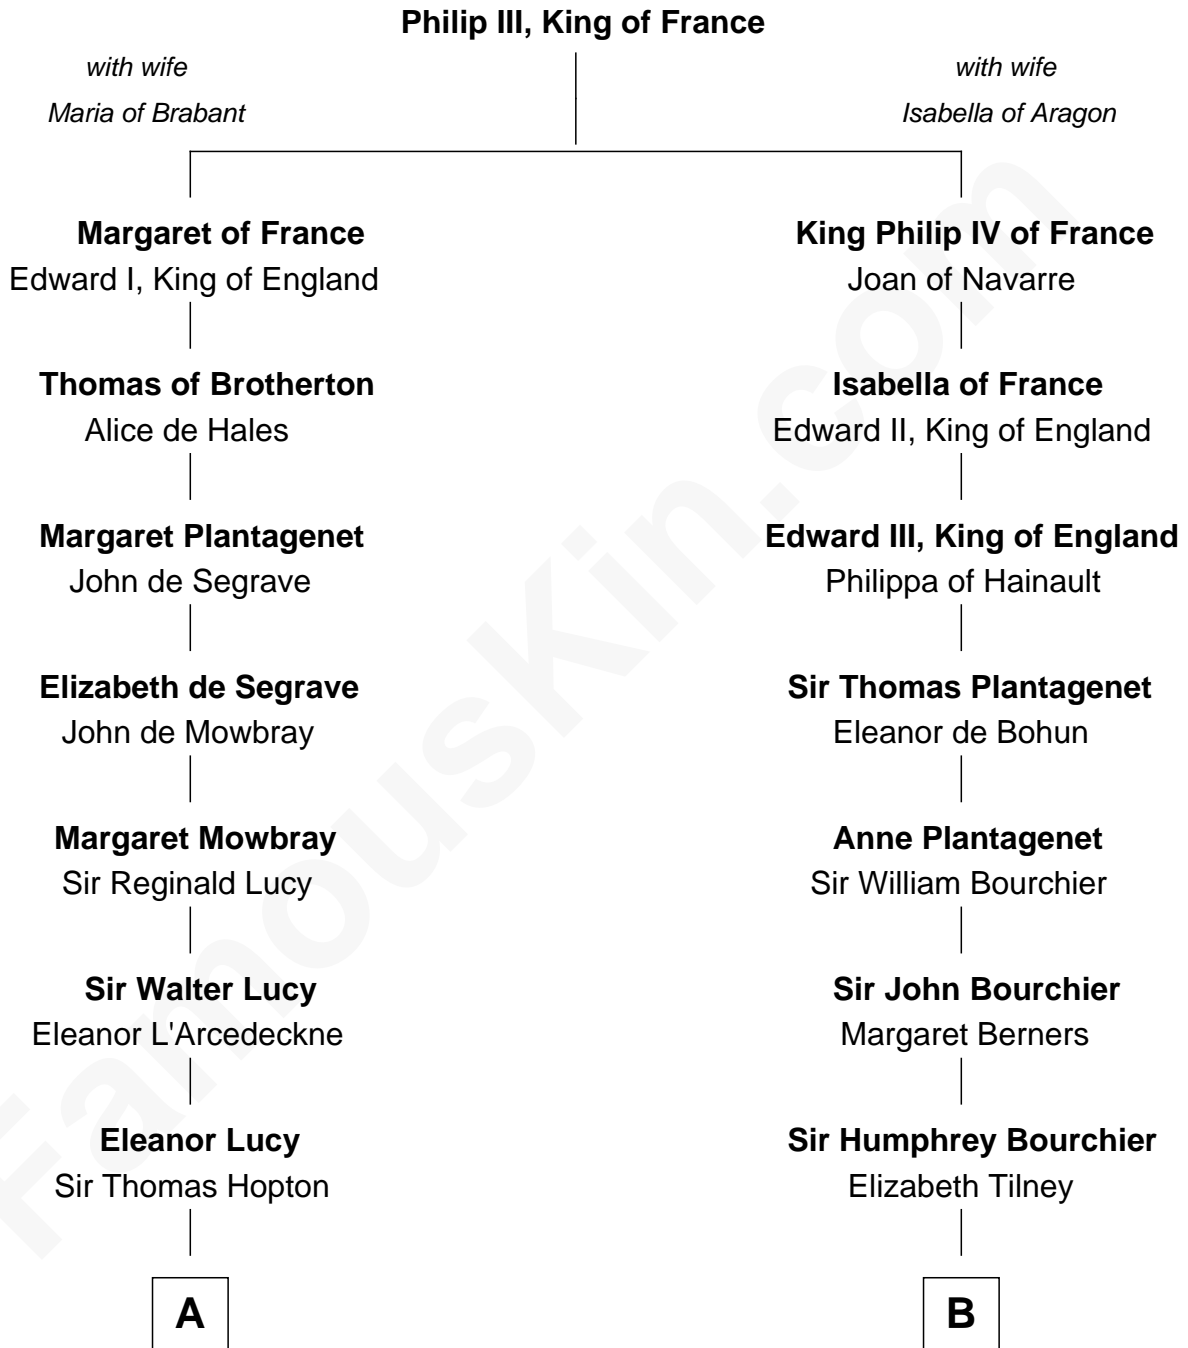 Philip III, King of France
with wife
Maria of Brabant
with wife
Isabella of Aragon
Margaret of France
Edward I, King of England
King Philip IV of France
Joan of Navarre
Thomas of Brotherton
Alice de Hales
Isabella of France
Edward II, King of England
Margaret Plantagenet
John de Segrave
Edward III, King of England
Philippa of Hainault
Elizabeth de Segrave
John de Mowbray
Sir Thomas Plantagenet
Eleanor de Bohun
Margaret Mowbray
Sir Reginald Lucy
Anne Plantagenet
Sir William Bourchier
Sir Walter Lucy
Eleanor L'Arcedeckne
Sir John Bourchier
Margaret Berners
Eleanor Lucy
Sir Thomas Hopton
Sir Humphrey Bourchier
Elizabeth Tilney
A
B
FamousKin.com